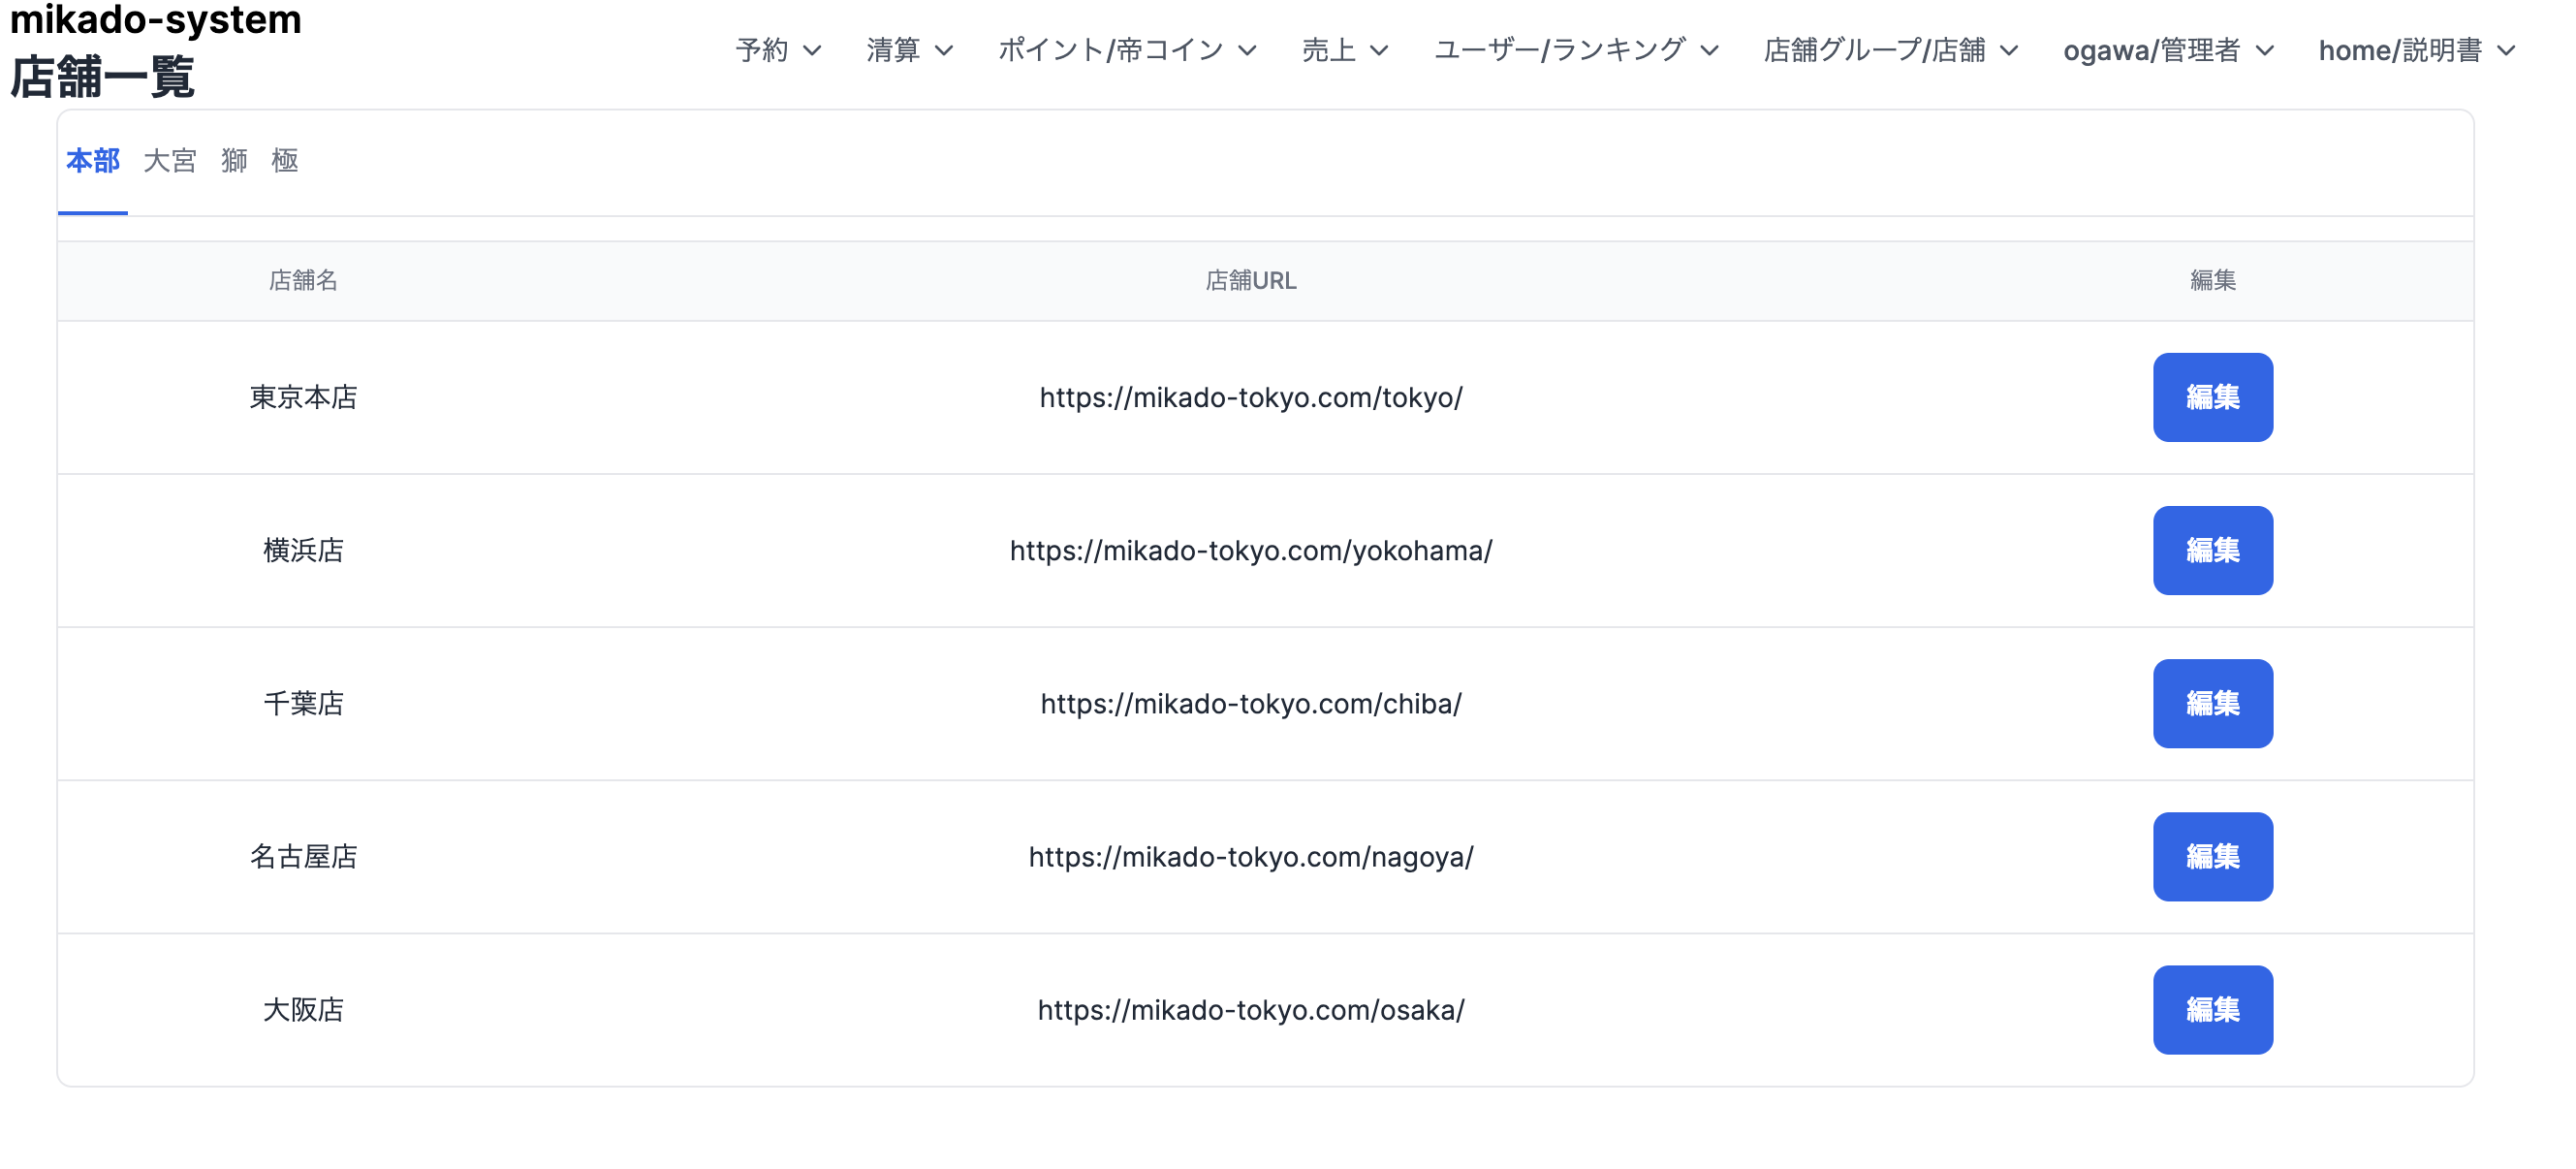 mikado-system
店舗一覧
予約 清算 ポイント/帝コイン 売上 ユーザー/ランキング 店舗グループ/店舗 ogawa/管理者 home/説明書
本部 大宮 獅 極
店舗名 店舗URL 編集
東京本店 https://mikado-tokyo.com/tokyo/ 編集
横浜店 https://mikado-tokyo.com/yokohama/ 編集
千葉店 https://mikado-tokyo.com/chiba/ 編集
名古屋店 https://mikado-tokyo.com/nagoya/ 編集
大阪店 https://mikado-tokyo.com/osaka/ 編集